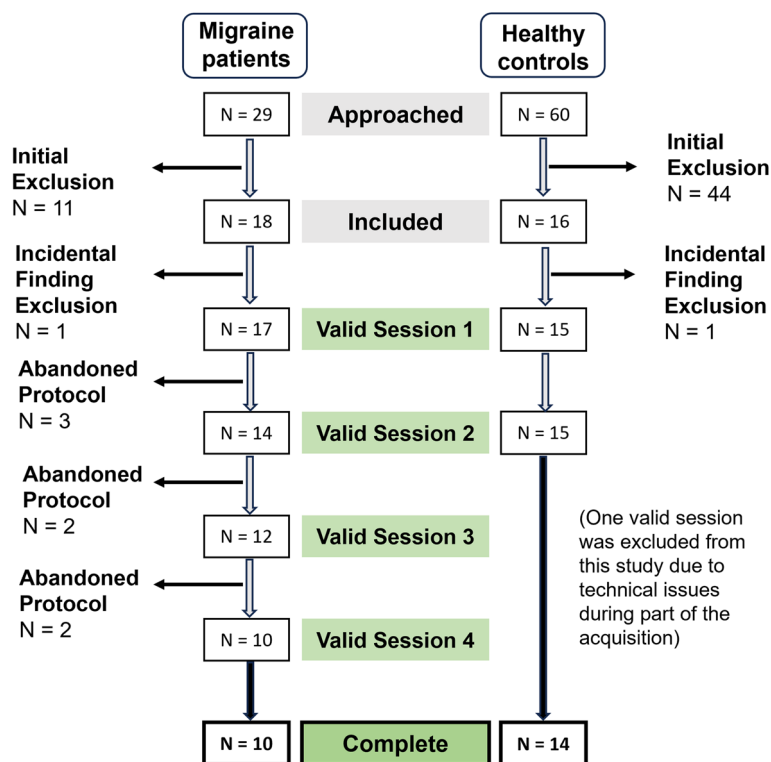 Migraine
patients
Healthy
controls
N = 29
Approached
N = 60
Initial
Exclusion
N = 11
Initial
Exclusion
N = 44
N = 18
Included
N = 16
Incidental
Finding
Exclusion
N = 1
Incidental
Finding
Exclusion
N = 1
N = 17
Valid Session 1
N = 15
Abandoned
Protocol
N = 3
N = 14
Valid Session 2
N = 15
Abandoned
Protocol
N = 2
N = 12
Valid Session 3
(One valid session
was excluded from
this study due to
technical issues
during part of the
acquisition)
Abandoned
Protocol
N = 2
N = 10
Valid Session 4
N = 10
Complete
N = 14